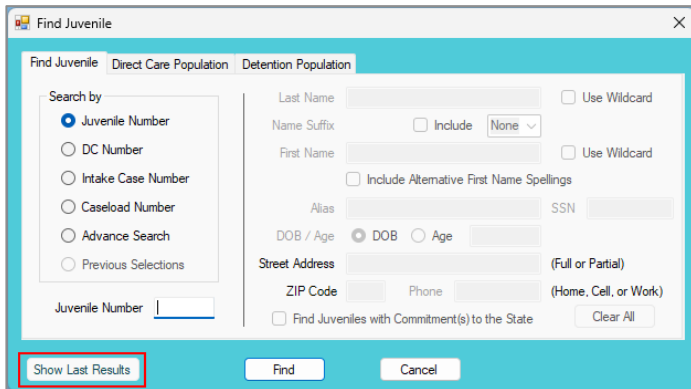 Find Juvenile
Find Juvenile Direct Care Population Detention Population
Search by
Juvenile Number
DC Number
Intake Case Number
Caseload Number
Advance Search
Previous Selections
Juvenile Number
Last Name Use Wildcard
Name Suffix Include None
First Name Use Wildcard
Include Alternative First Name Spellings
Alias SSN
DOB / Age DOB Age
Street Address (Full or Partial)
ZIP Code Phone (Home, Cell, or Work)
Find Juveniles with Commitment(s) to the State Clear All
Show Last Results Find Cancel